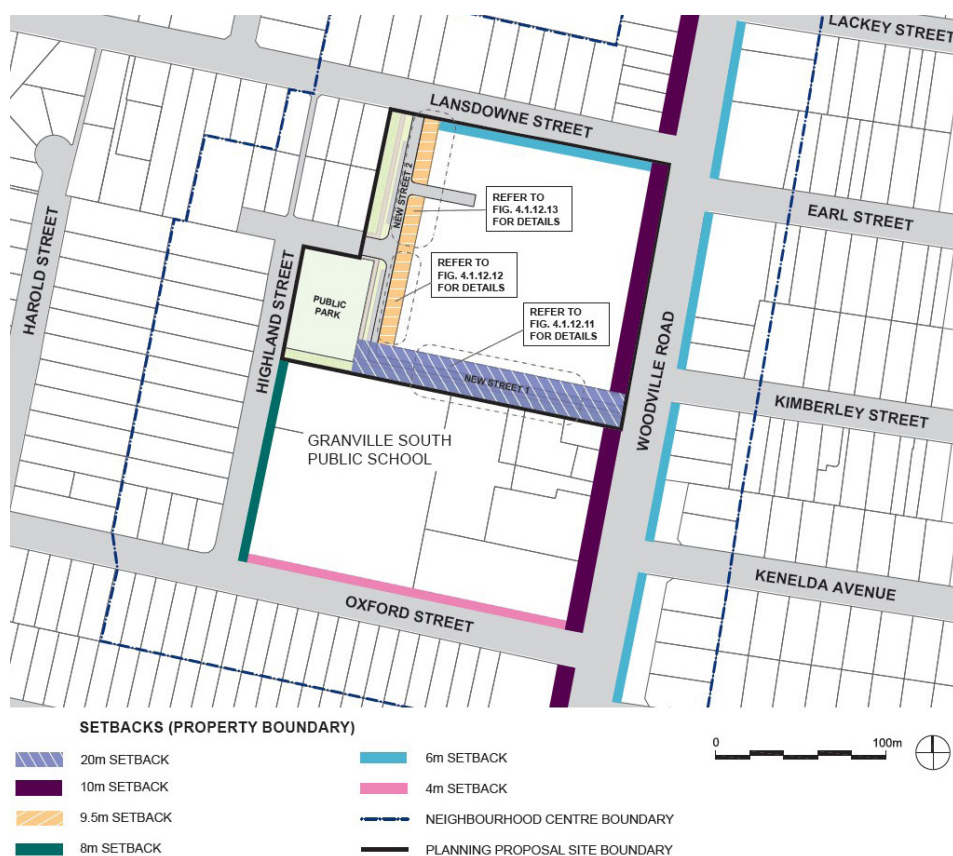 LACKEY STREET
LANSDOWNE STREET
NEW STREET 2
REFER TO
FIG. 4.1.12.13
FOR DETAILS
EARL STREET
HAROLD STREET
REFER TO
FIG. 4.1.12.12
FOR DETAILS
PUBLIC
PARK
HIGHLAND STREET
REFER TO
FIG. 4.1.12.11
FOR DETAILS
WOODVILLE ROAD
NEW STREET 1
KIMBERLEY STREET
GRANVILLE SOUTH
PUBLIC SCHOOL
KENELDA AVENUE
OXFORD STREET
SETBACKS (PROPERTY BOUNDARY)
20m SETBACK
10m SETBACK
9.5m SETBACK
8m SETBACK
6m SETBACK
4m SETBACK
NEIGHBOURHOOD CENTRE BOUNDARY
PLANNING PROPOSAL SITE BOUNDARY
0 100m